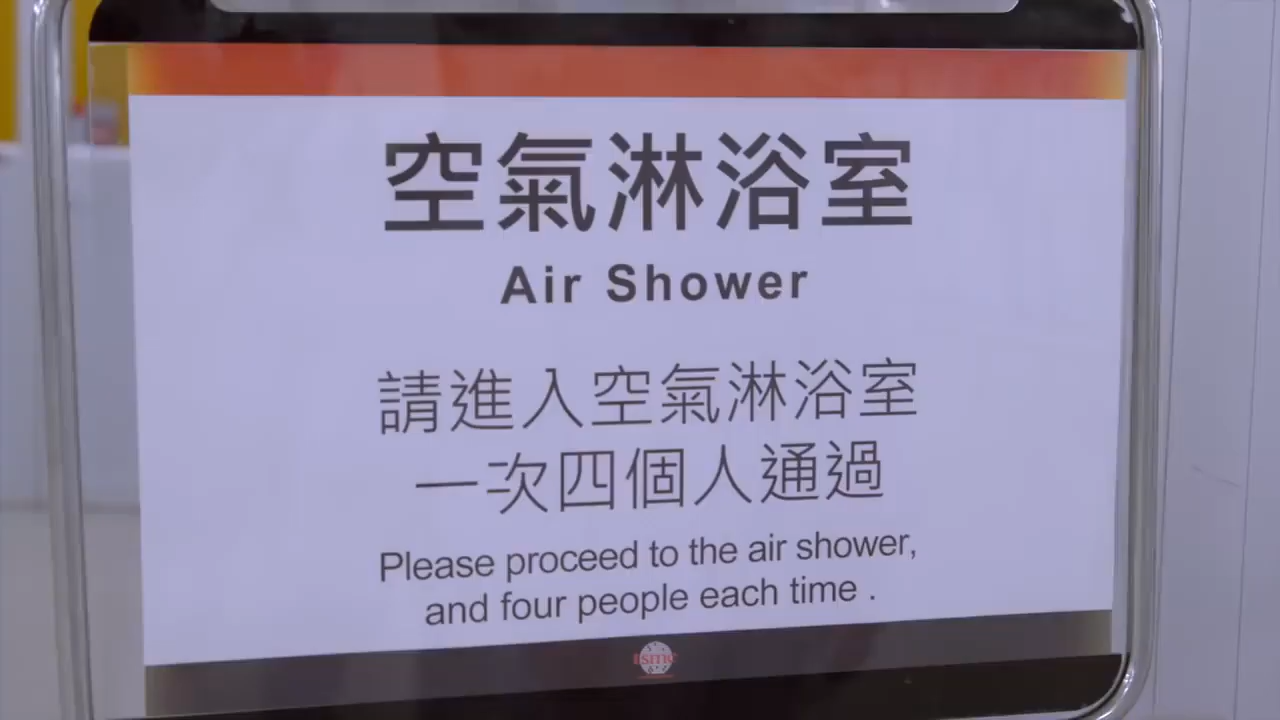 空氣淋浴室
Air Shower
請進入空氣淋浴室
一次四個人通過
Please proceed to the air shower,
and four people each time .
tsmc